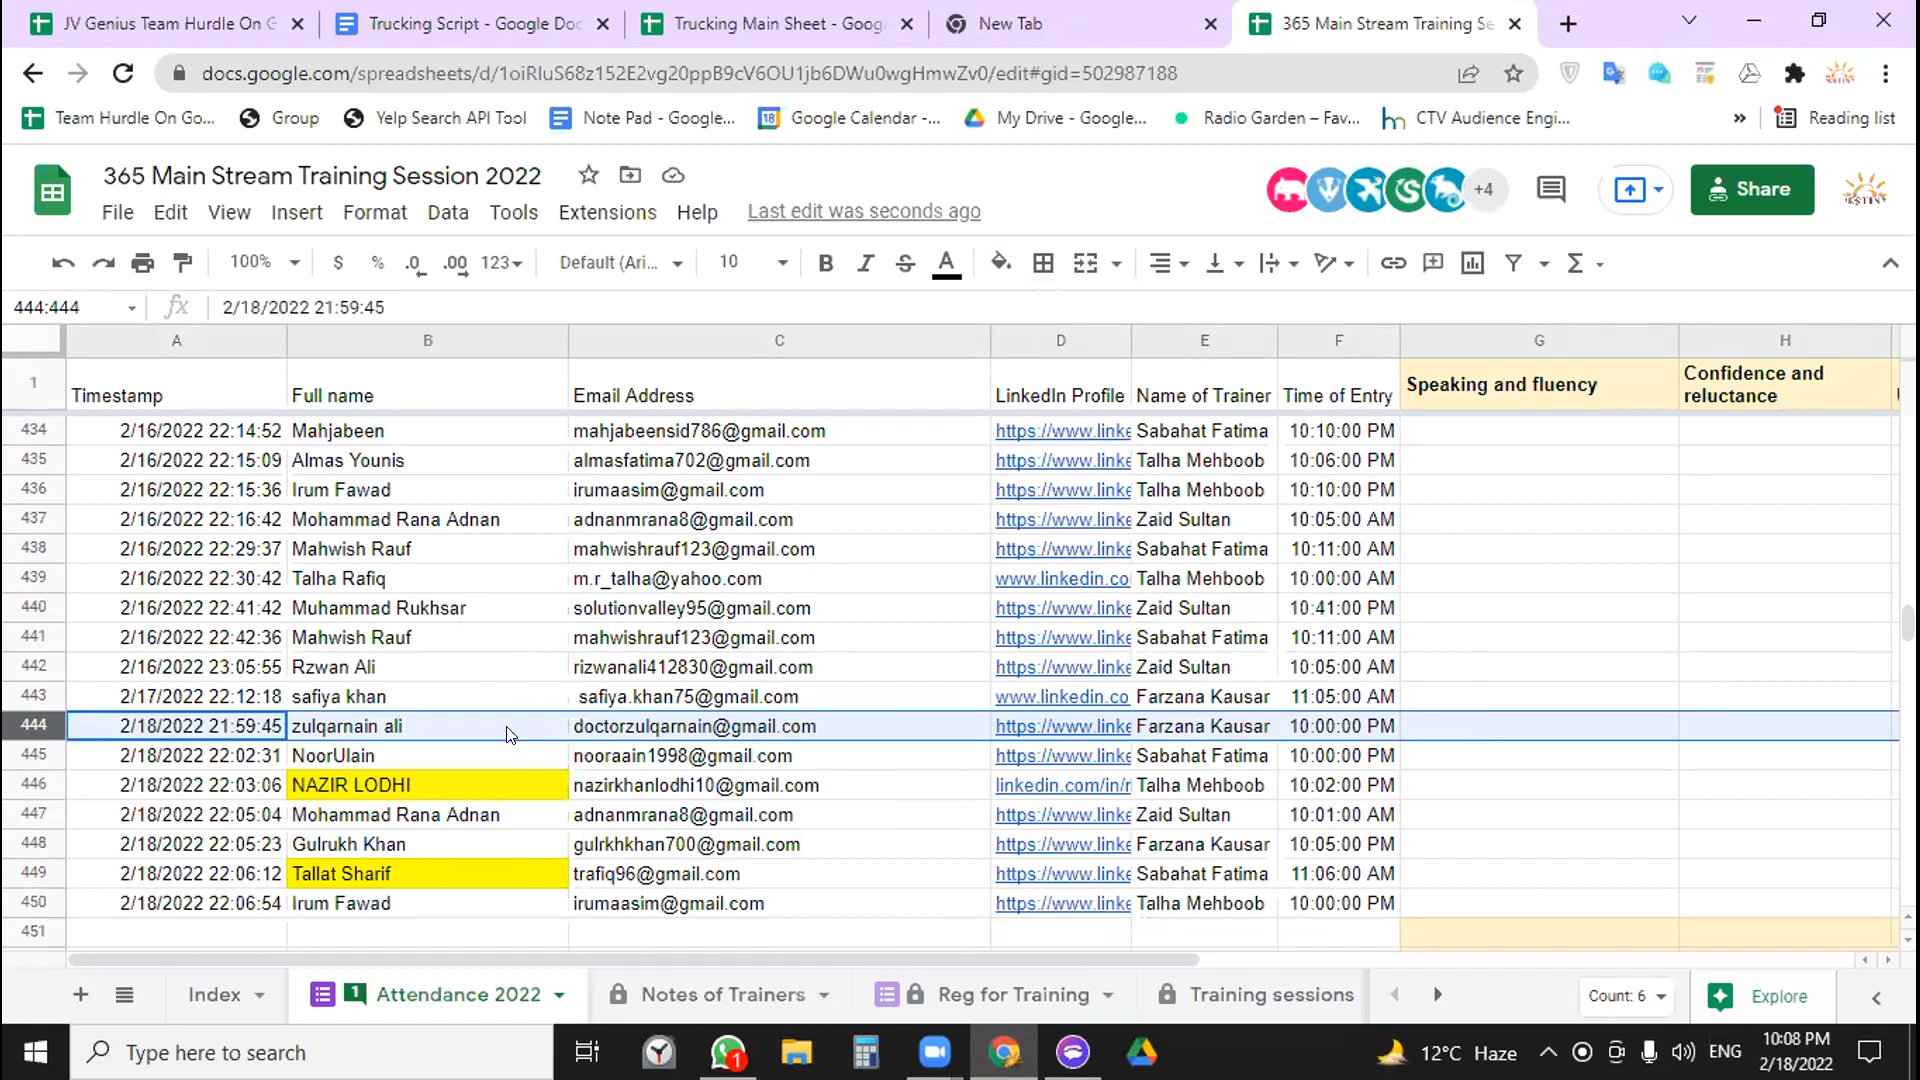 JV Genius Team Hurdle On G
Trucking Script - Google Doc
Trucking Main Sheet - Goog
New Tab
365 Main Stream Training Se
docs.google.com/spreadsheets/d/1oiRIuS68z152E2vg20ppB9cV6OU1jb6DWu0wgHmwZv0/edit#gid=502987188
Team Hurdle On Go... Group Yelp Search API Tool Note Pad - Google... 18 Google Calendar -... My Drive - Google... Radio Garden – Fav... CTV Audience Engi... » Reading list
365 Main Stream Training Session 2022
+4 Share
File Edit View Insert Format Data Tools Extensions Help Last edit was seconds ago
100% $ % .0 .00 123 Default (Ari... 10 B I S A
444:444 fx 2/18/2022 21:59:45
A B C D E F G H
1 Timestamp Full name Email Address LinkedIn Profile Name of Trainer Time of Entry Speaking and fluency Confidence and reluctance
434 2/16/2022 22:14:52 Mahjabeen mahjabeensid786@gmail.com https://www.linke Sabahat Fatima 10:10:00 PM
435 2/16/2022 22:15:09 Almas Younis almasfatima702@gmail.com https://www.linke Talha Mehboob 10:06:00 PM
436 2/16/2022 22:15:36 Irum Fawad irumaasim@gmail.com https://www.linke Talha Mehboob 10:10:00 PM
437 2/16/2022 22:16:42 Mohammad Rana Adnan adnanmrana8@gmail.com https://www.linke Zaid Sultan 10:05:00 AM
438 2/16/2022 22:29:37 Mahwish Rauf mahwishrauf123@gmail.com https://www.linke Sabahat Fatima 10:11:00 AM
439 2/16/2022 22:30:42 Talha Rafiq m.r_talha@yahoo.com www.linkedin.co Talha Mehboob 10:00:00 AM
440 2/16/2022 22:41:42 Muhammad Rukhsar solutionvalley95@gmail.com https://www.linke Zaid Sultan 10:41:00 PM
441 2/16/2022 22:42:36 Mahwish Rauf mahwishrauf123@gmail.com https://www.linke Sabahat Fatima 10:11:00 AM
442 2/16/2022 23:05:55 Rzwan Ali rizwanali412830@gmail.com https://www.linke Zaid Sultan 10:05:00 AM
443 2/17/2022 22:12:18 safiya khan safiya.khan75@gmail.com www.linkedin.co Farzana Kausar 11:05:00 AM
444 2/18/2022 21:59:45 zulqarnain ali doctorzulqarnain@gmail.com https://www.linke Farzana Kausar 10:00:00 PM
445 2/18/2022 22:02:31 NoorUlain nooraain1998@gmail.com https://www.linke Sabahat Fatima 10:00:00 PM
446 2/18/2022 22:03:06 NAZIR LODHI nazirkhanlodhi10@gmail.com linkedin.com/in/r Talha Mehboob 10:02:00 PM
447 2/18/2022 22:05:04 Mohammad Rana Adnan adnanmrana8@gmail.com https://www.linke Zaid Sultan 10:01:00 AM
448 2/18/2022 22:05:23 Gulrukh Khan gulrkhkhan700@gmail.com https://www.linke Farzana Kausar 10:05:00 PM
449 2/18/2022 22:06:12 Tallat Sharif trafiq96@gmail.com https://www.linke Sabahat Fatima 11:06:00 AM
450 2/18/2022 22:06:54 Irum Fawad irumaasim@gmail.com https://www.linke Talha Mehboob 10:00:00 PM
451
+ Index 1 Attendance 2022 Notes of Trainers Reg for Training Training sessions Count: 6 Explore
Type here to search 1 12°C Haze ENG 10:08 PM
2/18/2022